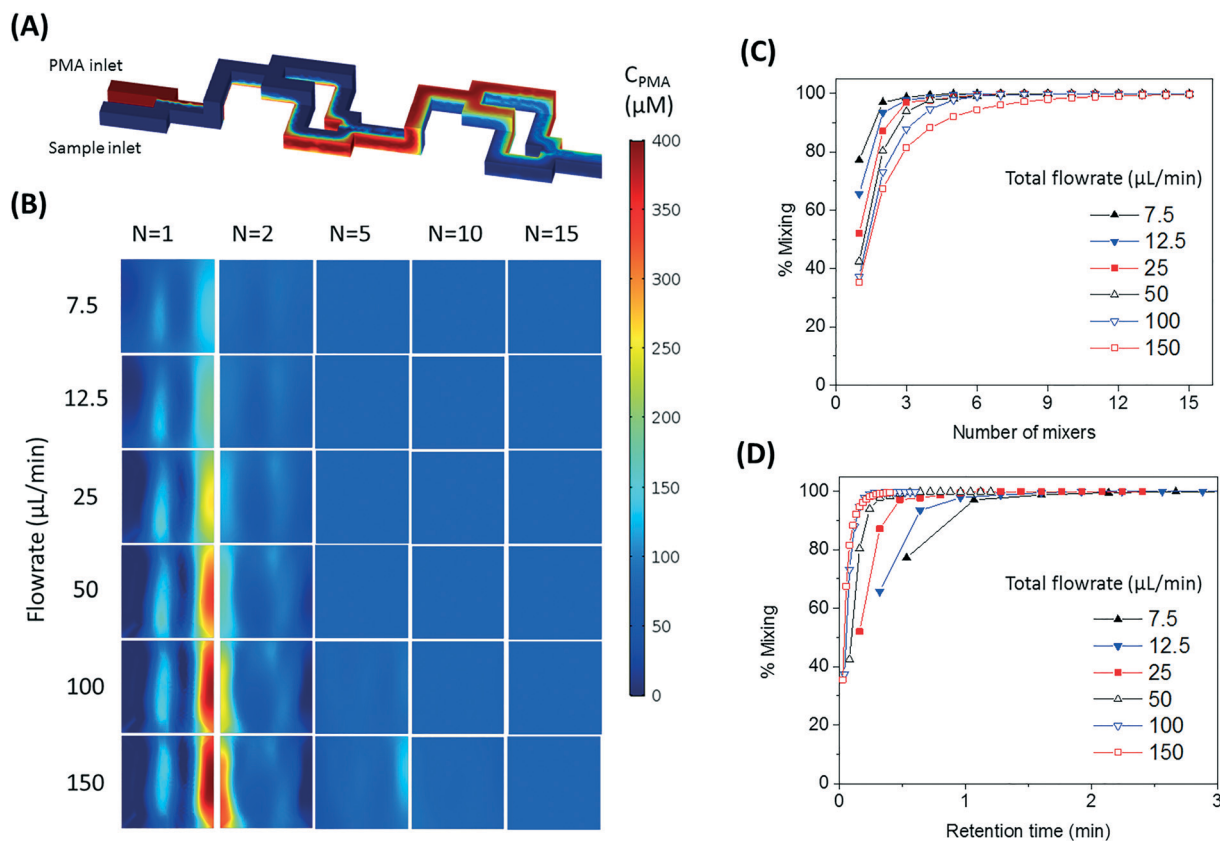 (A)
PMA inlet
Sample inlet
C_PMA
(μM)
400
350
300
250
200
150
100
50
0
(B)
N=1 N=2 N=5 N=10 N=15
Flowrate (μL/min)
7.5
12.5
25
50
100
150
(C)
% Mixing
100
80
60
40
20
0
0 3 6 9 12 15
Number of mixers
Total flowrate (μL/min)
7.5
12.5
25
50
100
150
(D)
% Mixing
100
80
60
40
20
0
0 1 2 3
Retention time (min)
Total flowrate (μL/min)
7.5
12.5
25
50
100
150